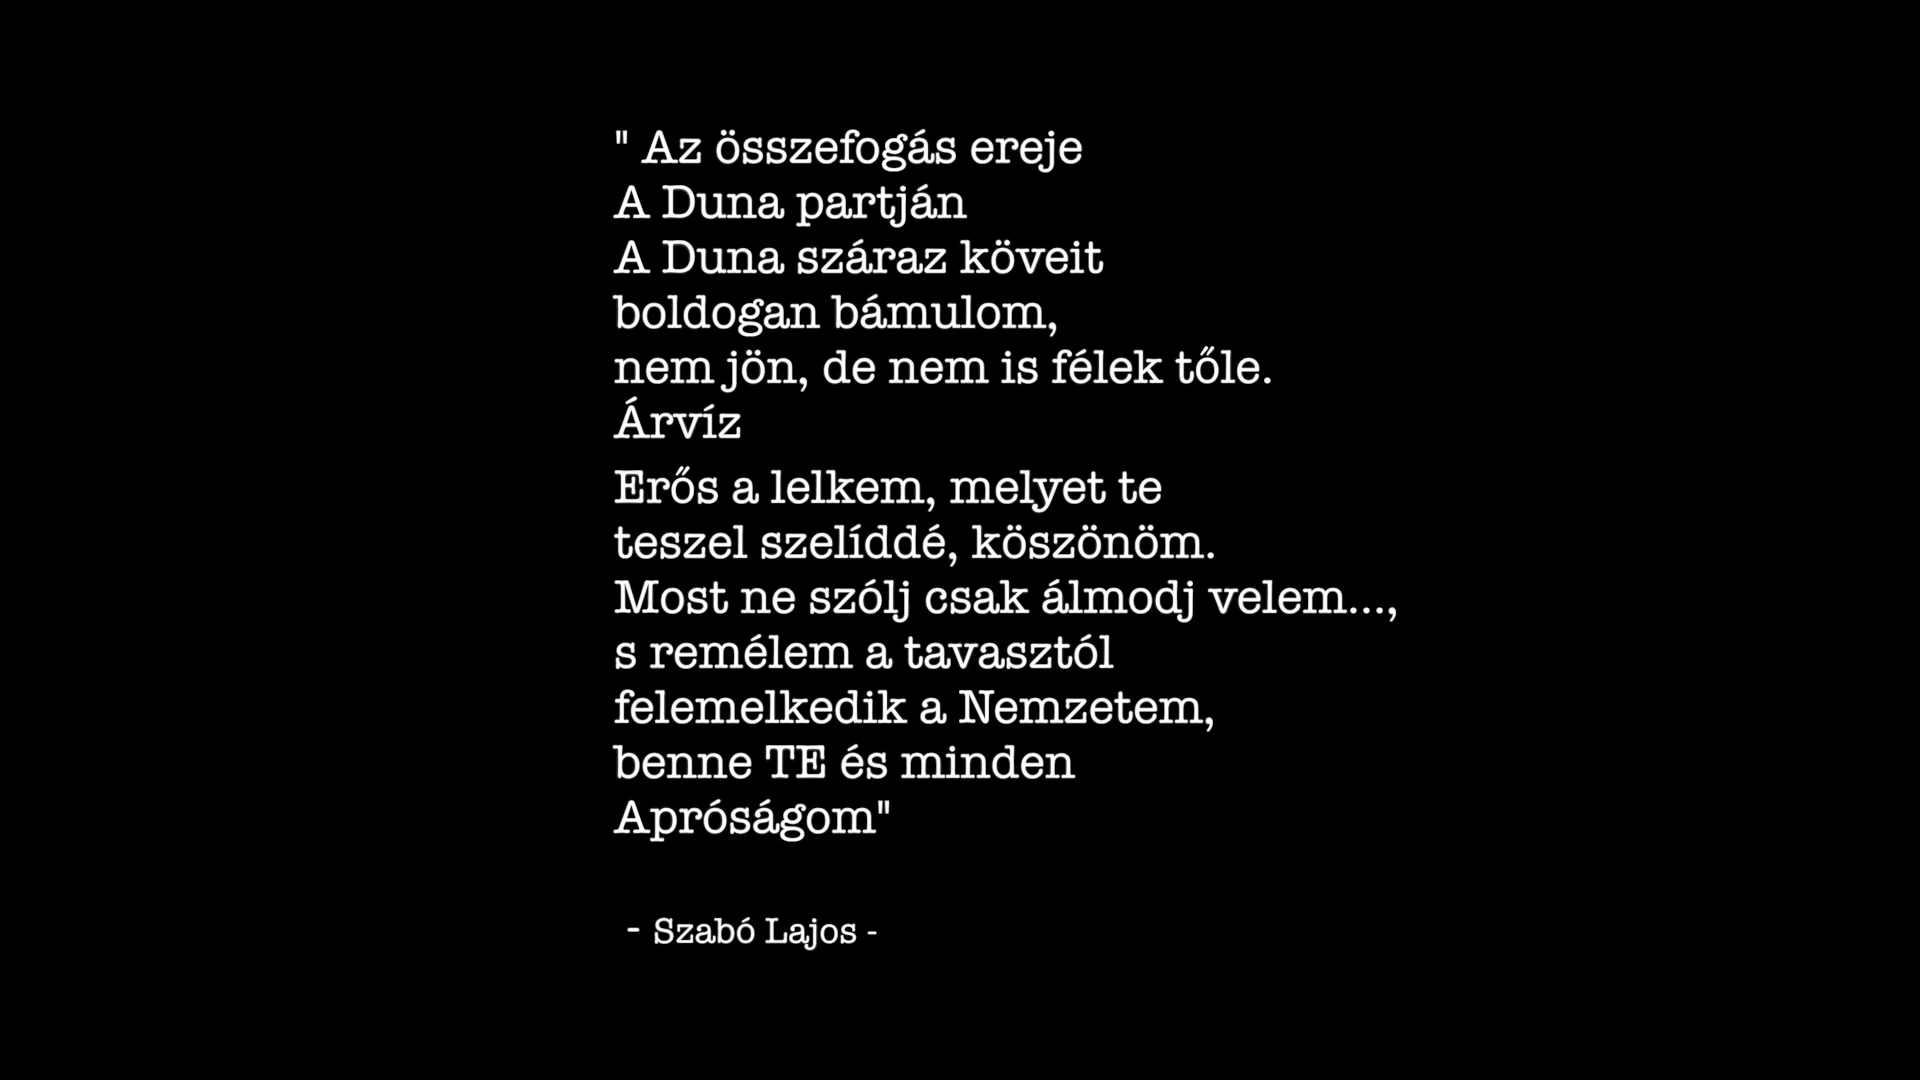 " Az összefogás ereje
A Duna partján
A Duna száraz köveit
boldogan bámulom,
nem jön, de nem is félek tőle.
Árvíz
Erős a lelkem, melyet te
teszel szelíddé, köszönöm.
Most ne szólj csak álmodj velem...,
s remélem a tavasztól
felemelkedik a Nemzetem,
benne TE és minden
Apróságom"
- Szabó Lajos -